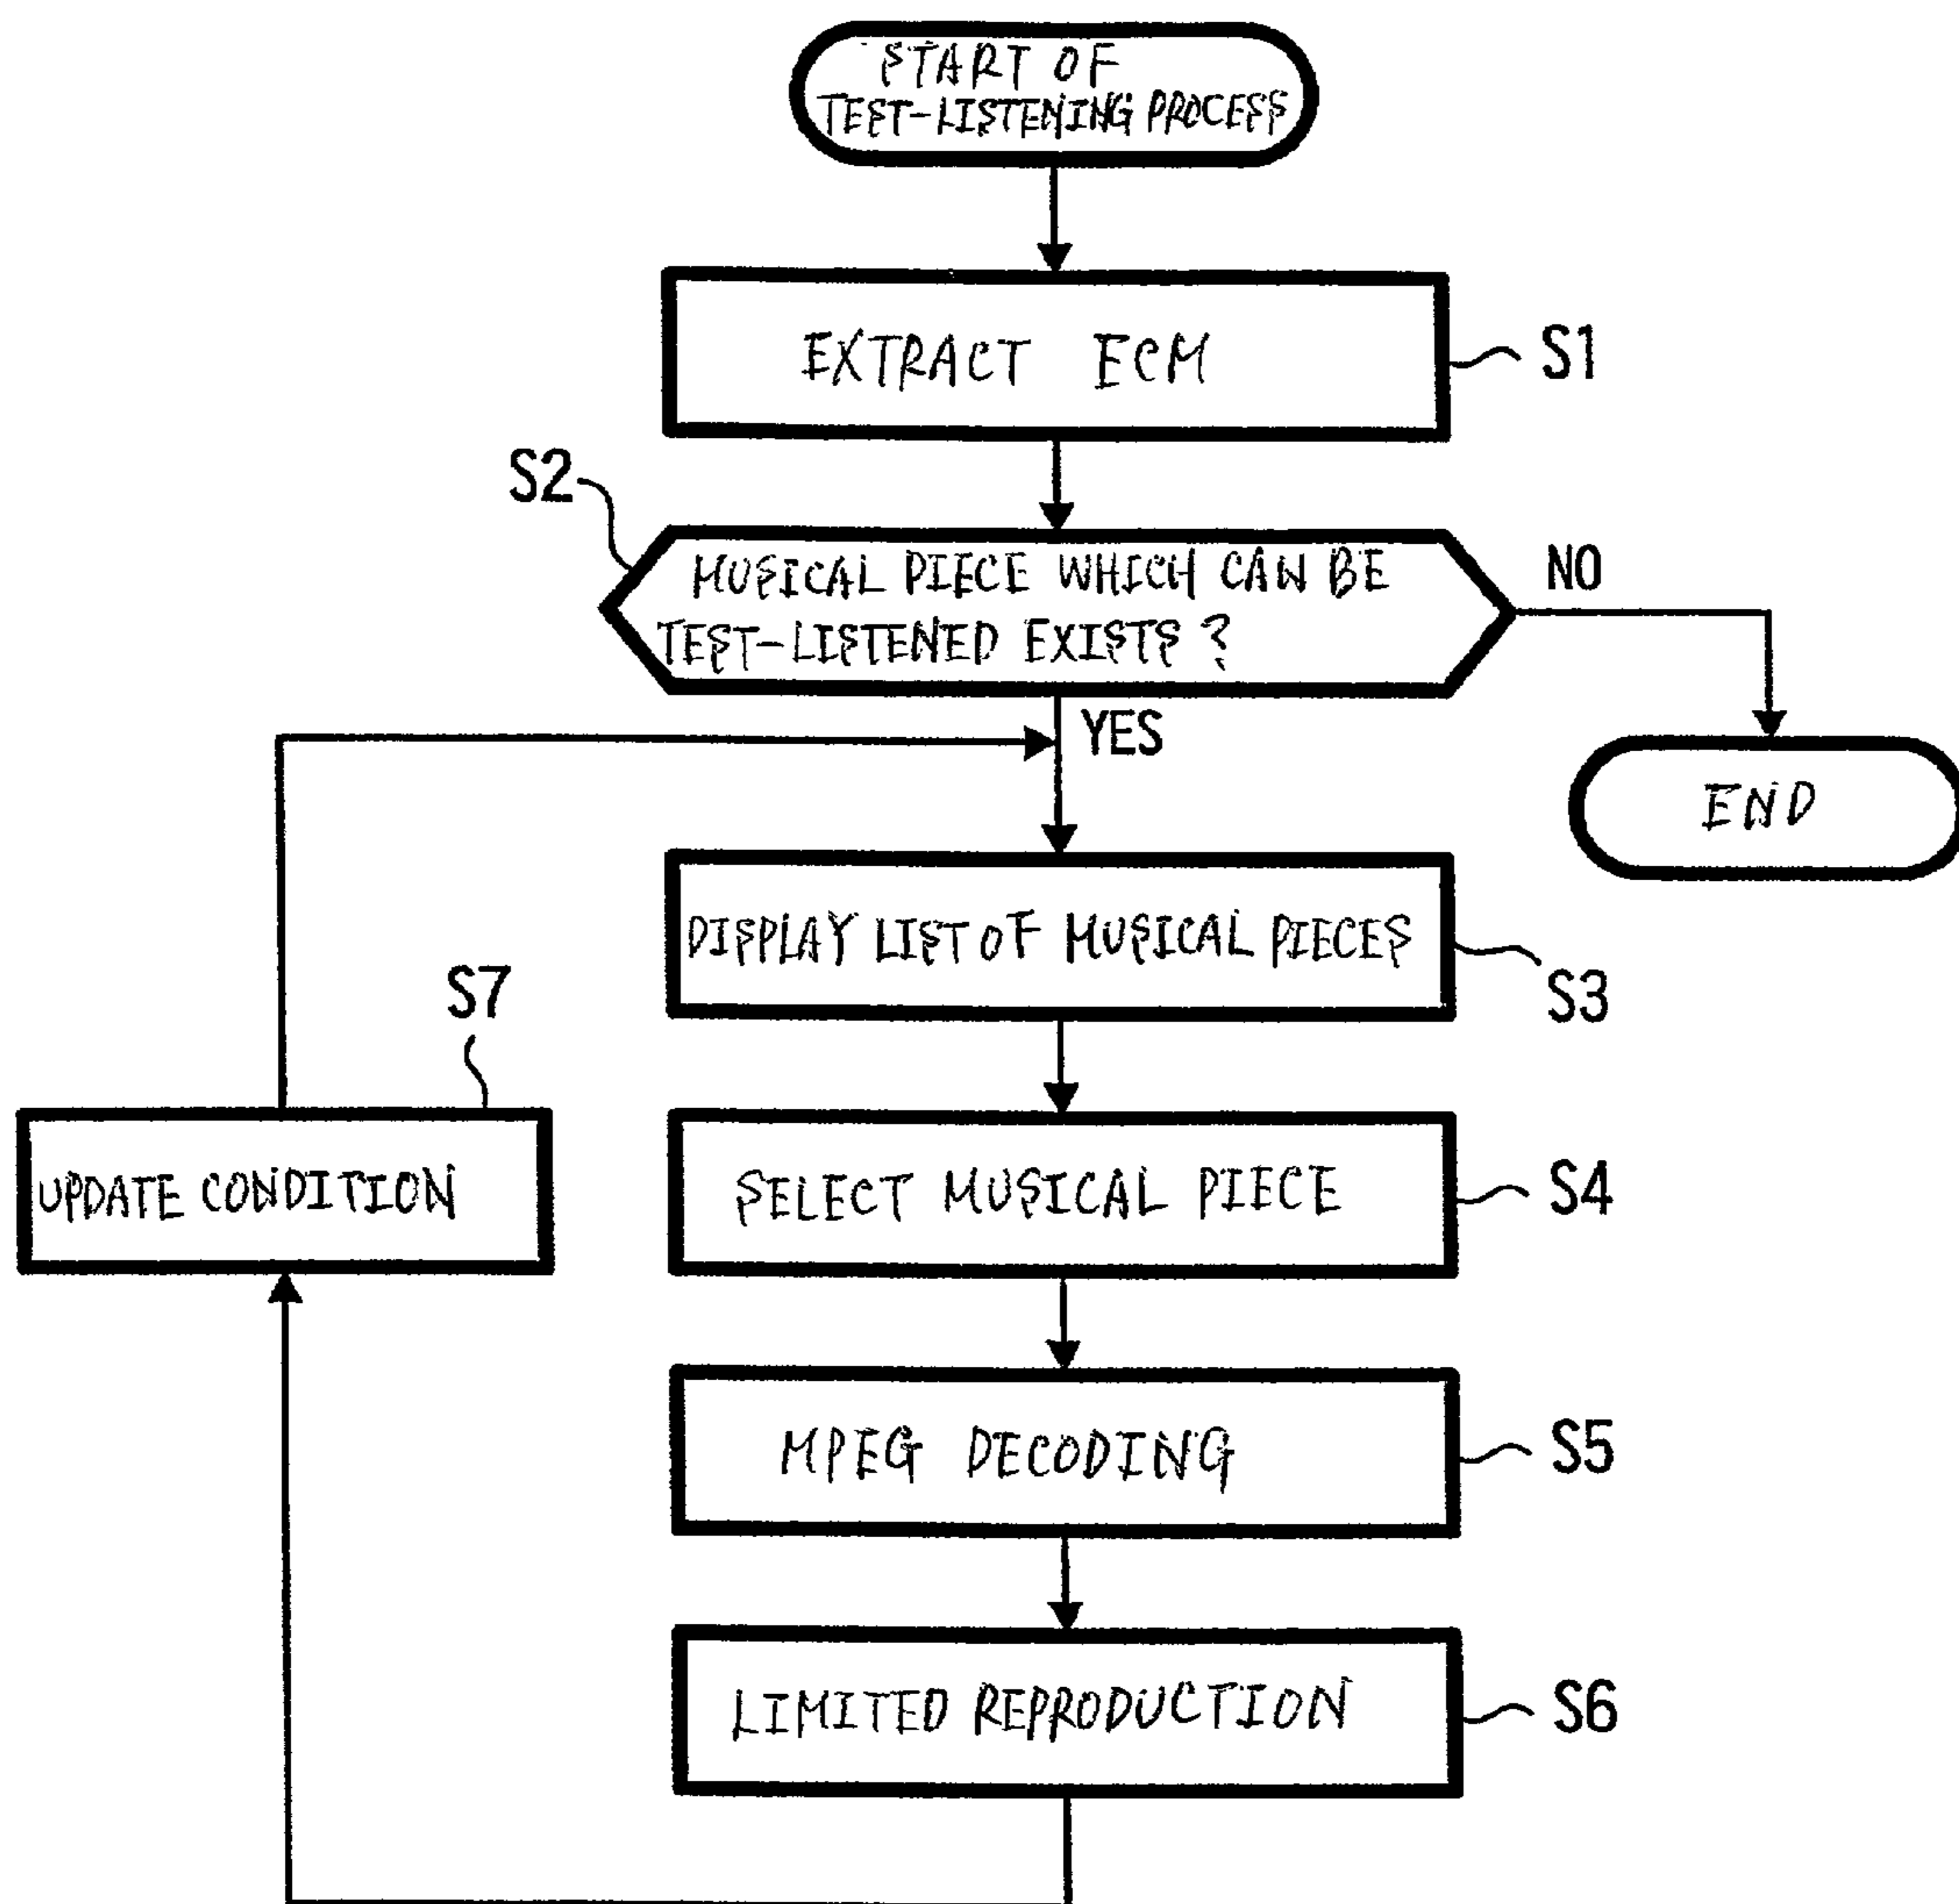 START OF
TEST-LISTENING PROCESS
EXTRACT ECM
S1
S2
MUSICAL PIECE WHICH CAN BE
TEST-LISTENED EXISTS ?
NO
YES
END
DISPLAY LIST OF MUSICAL PIECES
S3
S7
UPDATE CONDITION
SELECT MUSICAL PIECE
S4
MPEG DECODING
S5
LIMITED REPRODUCTION
S6